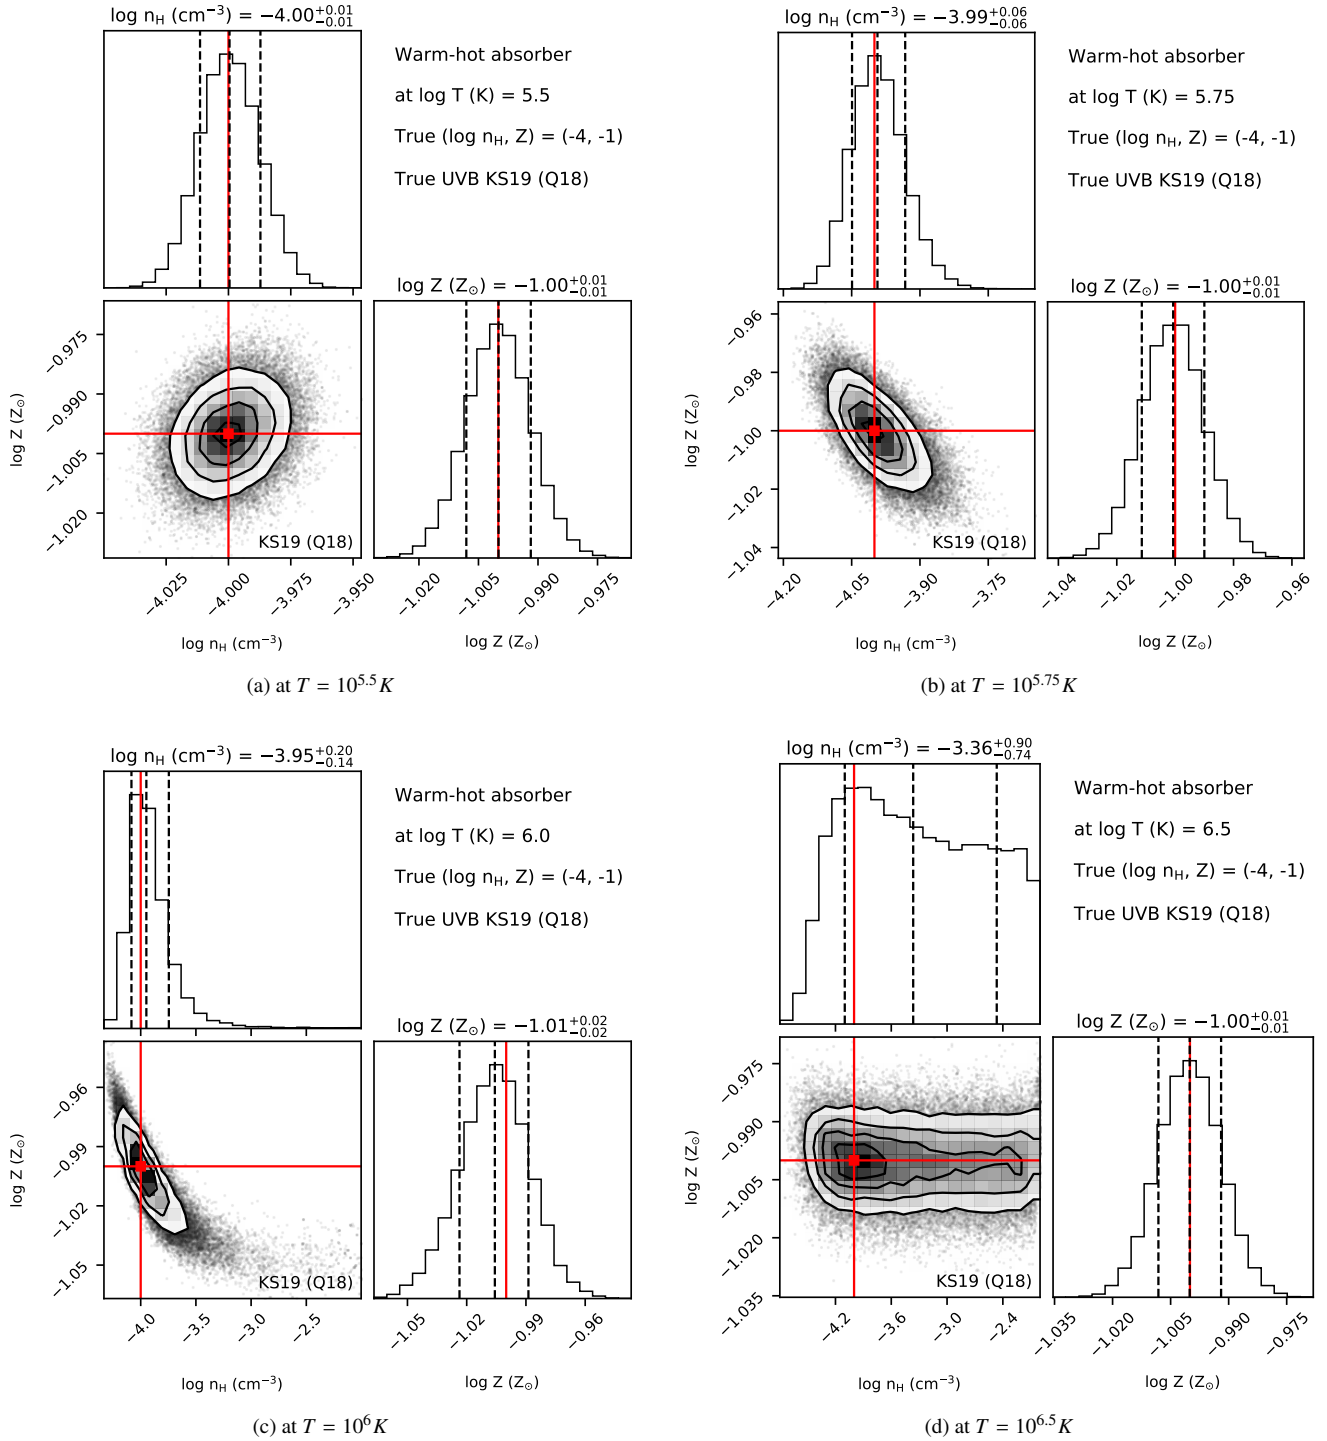 log n_H (cm⁻³) = −4.00 +0.01 −0.01
Warm-hot absorber
at log T (K) = 5.5
True (log n_H, Z) = (-4, -1)
True UVB KS19 (Q18)
log Z (Z⊙) = −1.00 +0.01 −0.01
log Z (Z⊙)
−0.975
−0.990
−1.005
−1.020
KS19 (Q18)
−4.025 −4.000 −3.975 −3.950
log n_H (cm⁻³)
−1.020 −1.005 −0.990 −0.975
log Z (Z⊙)
(a) at T = 10^5.5 K
log n_H (cm⁻³) = −3.99 +0.06 −0.06
Warm-hot absorber
at log T (K) = 5.75
True (log n_H, Z) = (-4, -1)
True UVB KS19 (Q18)
log Z (Z⊙) = −1.00 +0.01 −0.01
log Z (Z⊙)
−0.96
−0.98
−1.00
−1.02
−1.04
KS19 (Q18)
−4.20 −4.05 −3.90 −3.75
log n_H (cm⁻³)
−1.04 −1.02 −1.00 −0.98 −0.96
log Z (Z⊙)
(b) at T = 10^5.75 K
log n_H (cm⁻³) = −3.95 +0.20 −0.14
Warm-hot absorber
at log T (K) = 6.0
True (log n_H, Z) = (-4, -1)
True UVB KS19 (Q18)
log Z (Z⊙) = −1.01 +0.02 −0.02
log Z (Z⊙)
−0.96
−0.99
−1.02
−1.05
KS19 (Q18)
−4.0 −3.5 −3.0 −2.5
log n_H (cm⁻³)
−1.05 −1.02 −0.99 −0.96
log Z (Z⊙)
(c) at T = 10^6 K
log n_H (cm⁻³) = −3.36 +0.90 −0.74
Warm-hot absorber
at log T (K) = 6.5
True (log n_H, Z) = (-4, -1)
True UVB KS19 (Q18)
log Z (Z⊙) = −1.00 +0.01 −0.01
log Z (Z⊙)
−0.975
−0.990
−1.005
−1.020
−1.035
KS19 (Q18)
−4.2 −3.6 −3.0 −2.4
log n_H (cm⁻³)
−1.035 −1.020 −1.005 −0.990 −0.975
log Z (Z⊙)
(d) at T = 10^6.5 K